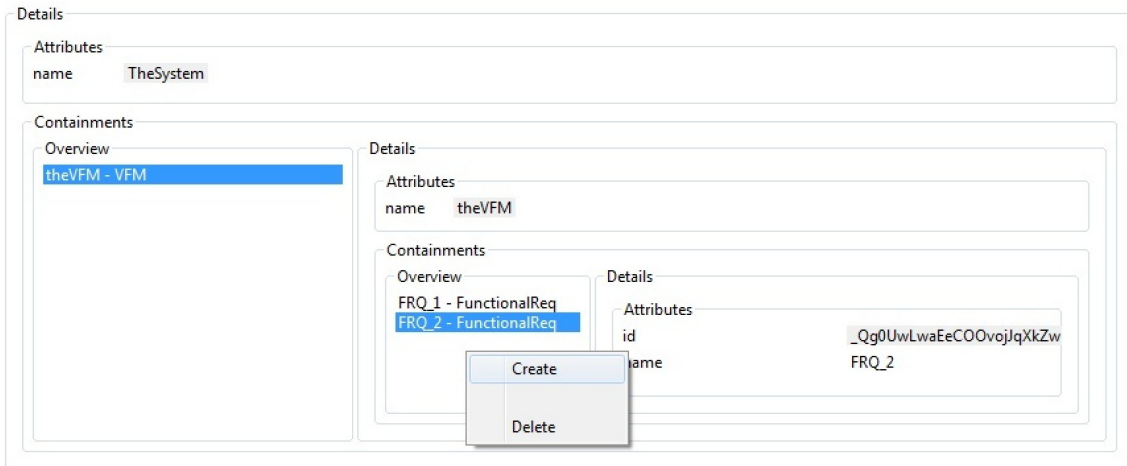 Details
Attributes
name TheSystem
Containments
Overview
theVFM - VFM
Details
Attributes
name theVFM
Containments
Overview
FRQ_1 - FunctionalReq
FRQ_2 - FunctionalReq
Details
Attributes
id _Qg0UwLwaEeCOOvojJqXkZw
name FRQ_2
Create
Delete